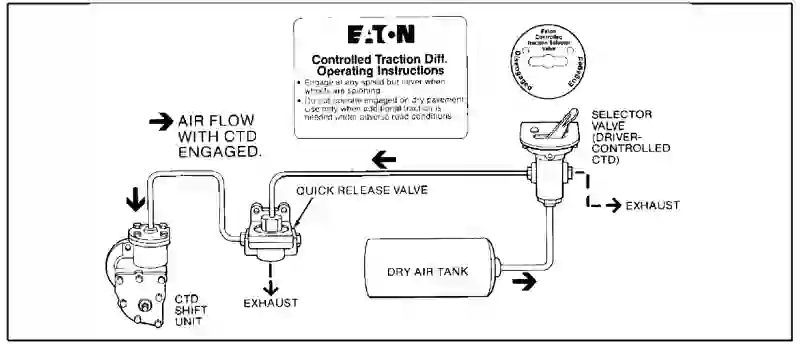 EATON
Controlled Traction Diff.
Operating Instructions
• Engage at any speed but never when
wheels are spinning
• Do not operate engaged on dry pavement
Use only when additional traction is
needed under adverse road conditions
Eaton
Controlled
Traction Selector
Valve
Disengaged
Engaged
AIR FLOW
WITH CTD
ENGAGED.
SELECTOR
VALVE
(DRIVER-
CONTROLLED
CTD)
QUICK RELEASE VALVE
EXHAUST
DRY AIR TANK
EXHAUST
CTD
SHIFT
UNIT